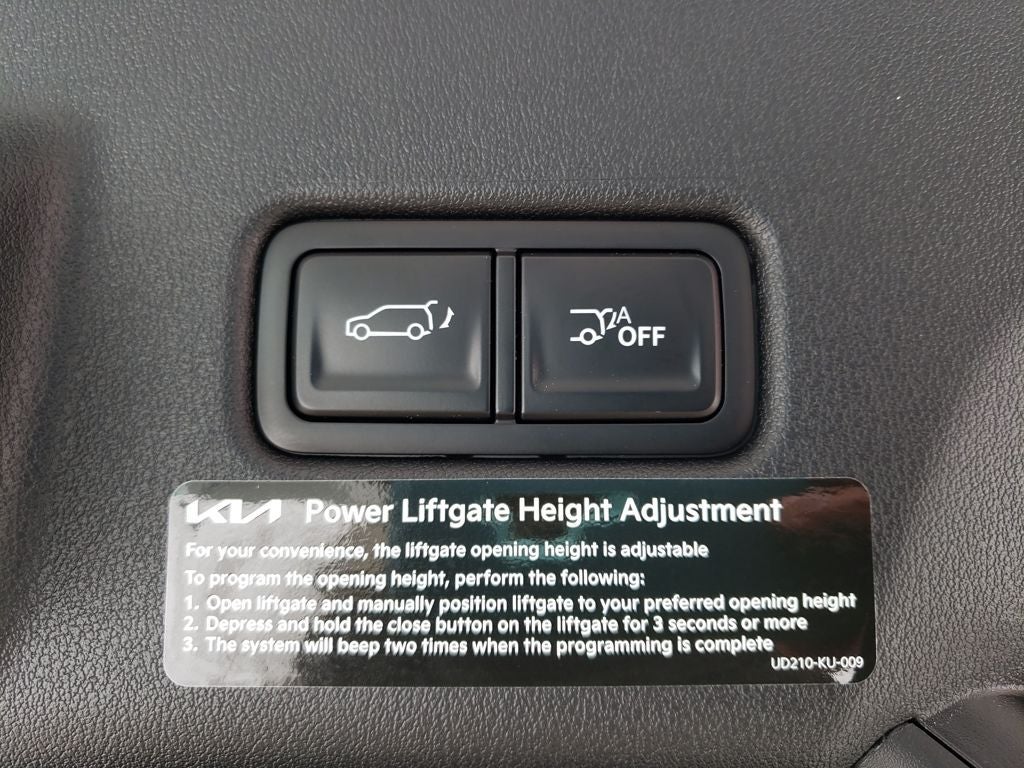 A
OFF
KIA Power Liftgate Height Adjustment
For your convenience, the liftgate opening height is adjustable
To program the opening height, perform the following:
1. Open liftgate and manually position liftgate to your preferred opening height
2. Depress and hold the close button on the liftgate for 3 seconds or more
3. The system will beep two times when the programming is complete
UD210-KU-009